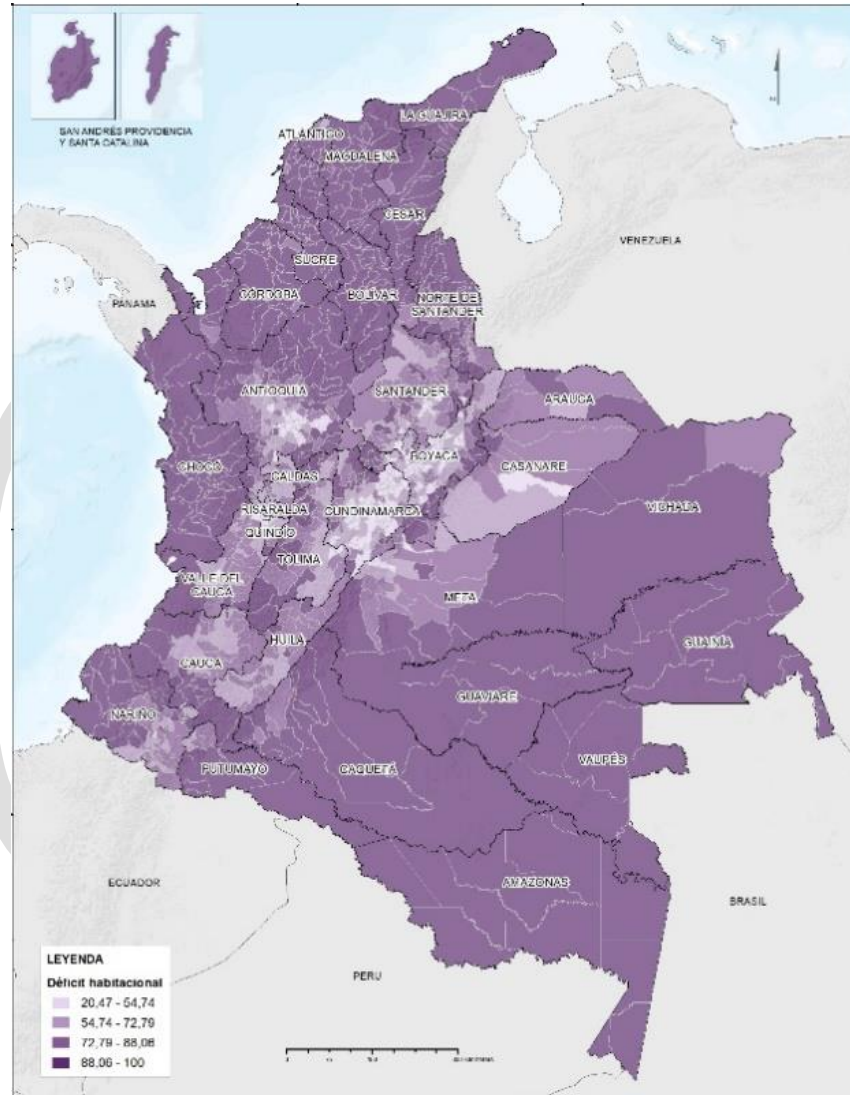 SAN ANDRÉS PROVIDENCIA
Y SANTA CATALINA
LA GUAJIRA
ATLÁNTICO
MAGDALENA
CESAR
VENEZUELA
SUCRE
PANAMA
CÓRDOBA
BOLÍVAR
NORTE DE
SANTANDER
ANTIOQUIA
SANTANDER
ARAUCA
BOYACÁ
CHOCÓ
CALDAS
CASANARE
RISARALDA
CUNDINAMARCA
VICHADA
QUINDÍO
TOLIMA
VALLE DEL
CAUCA
META
HUILA
GUAINÍA
CAUCA
GUAVIARE
NARIÑO
VAUPÉS
PUTUMAYO
CAQUETÁ
ECUADOR
AMAZONAS
BRASIL
PERU
LEYENDA
Déficit habitacional
20,47 - 54,74
54,74 - 72,79
72,79 - 88,06
88,06 - 100